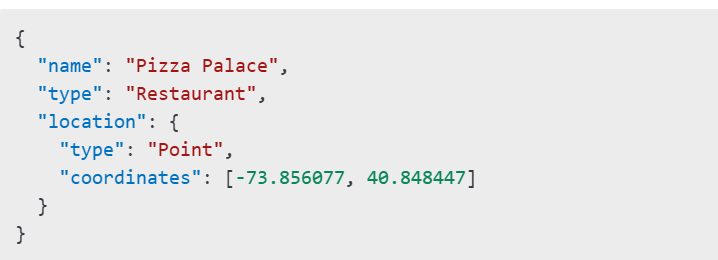 {
  "name": "Pizza Palace",
  "type": "Restaurant",
  "location": {
    "type": "Point",
    "coordinates": [-73.856077, 40.848447]
  }
}